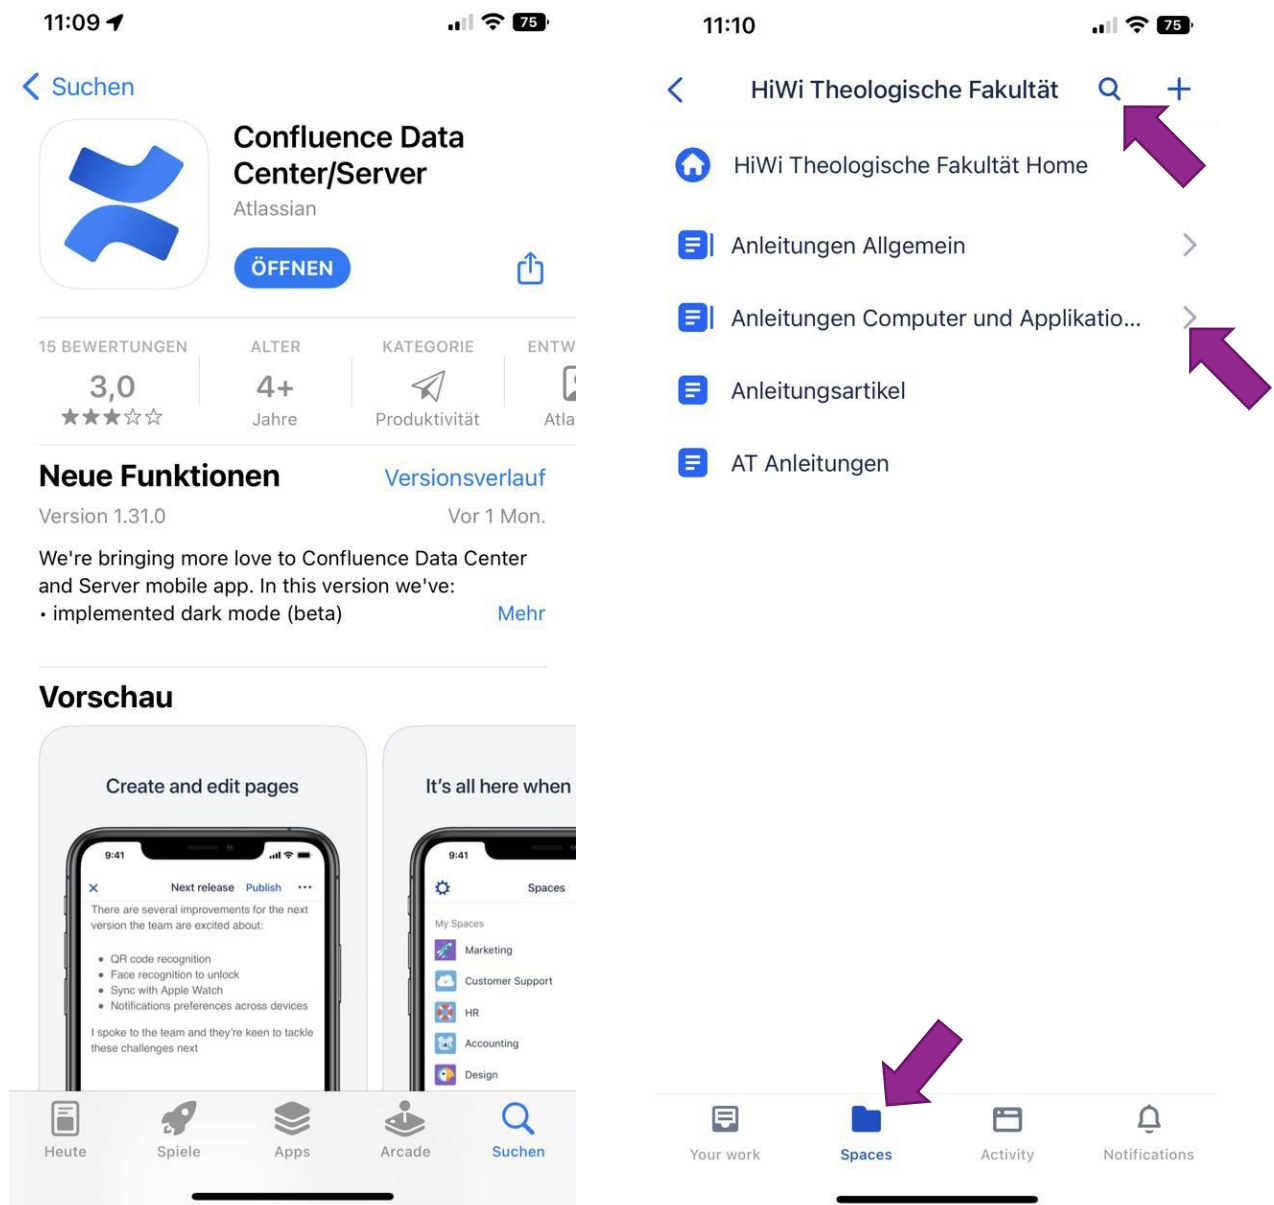 11:09
75
Suchen
Confluence Data
Center/Server
Atlassian
ÖFFNEN
15 BEWERTUNGEN
3,0
ALTER
4+
Jahre
KATEGORIE
Produktivität
ENTW
Atla
Neue Funktionen
Versionsverlauf
Version 1.31.0
Vor 1 Mon.
We're bringing more love to Confluence Data Center
and Server mobile app. In this version we've:
• implemented dark mode (beta)
Mehr
Vorschau
Create and edit pages
9:41
Next release Publish
There are several improvements for the next
version the team are excited about:
• QR code recognition
• Face recognition to unlock
• Sync with Apple Watch
• Notifications preferences across devices
I spoke to the team and they're keen to tackle
these challenges next
It's all here when
9:41
Spaces
My Spaces
Marketing
Customer Support
HR
Accounting
Design
Heute
Spiele
Apps
Arcade
Suchen
11:10
75
HiWi Theologische Fakultät
HiWi Theologische Fakultät Home
Anleitungen Allgemein
Anleitungen Computer und Applikatio...
Anleitungsartikel
AT Anleitungen
Your work
Spaces
Activity
Notifications